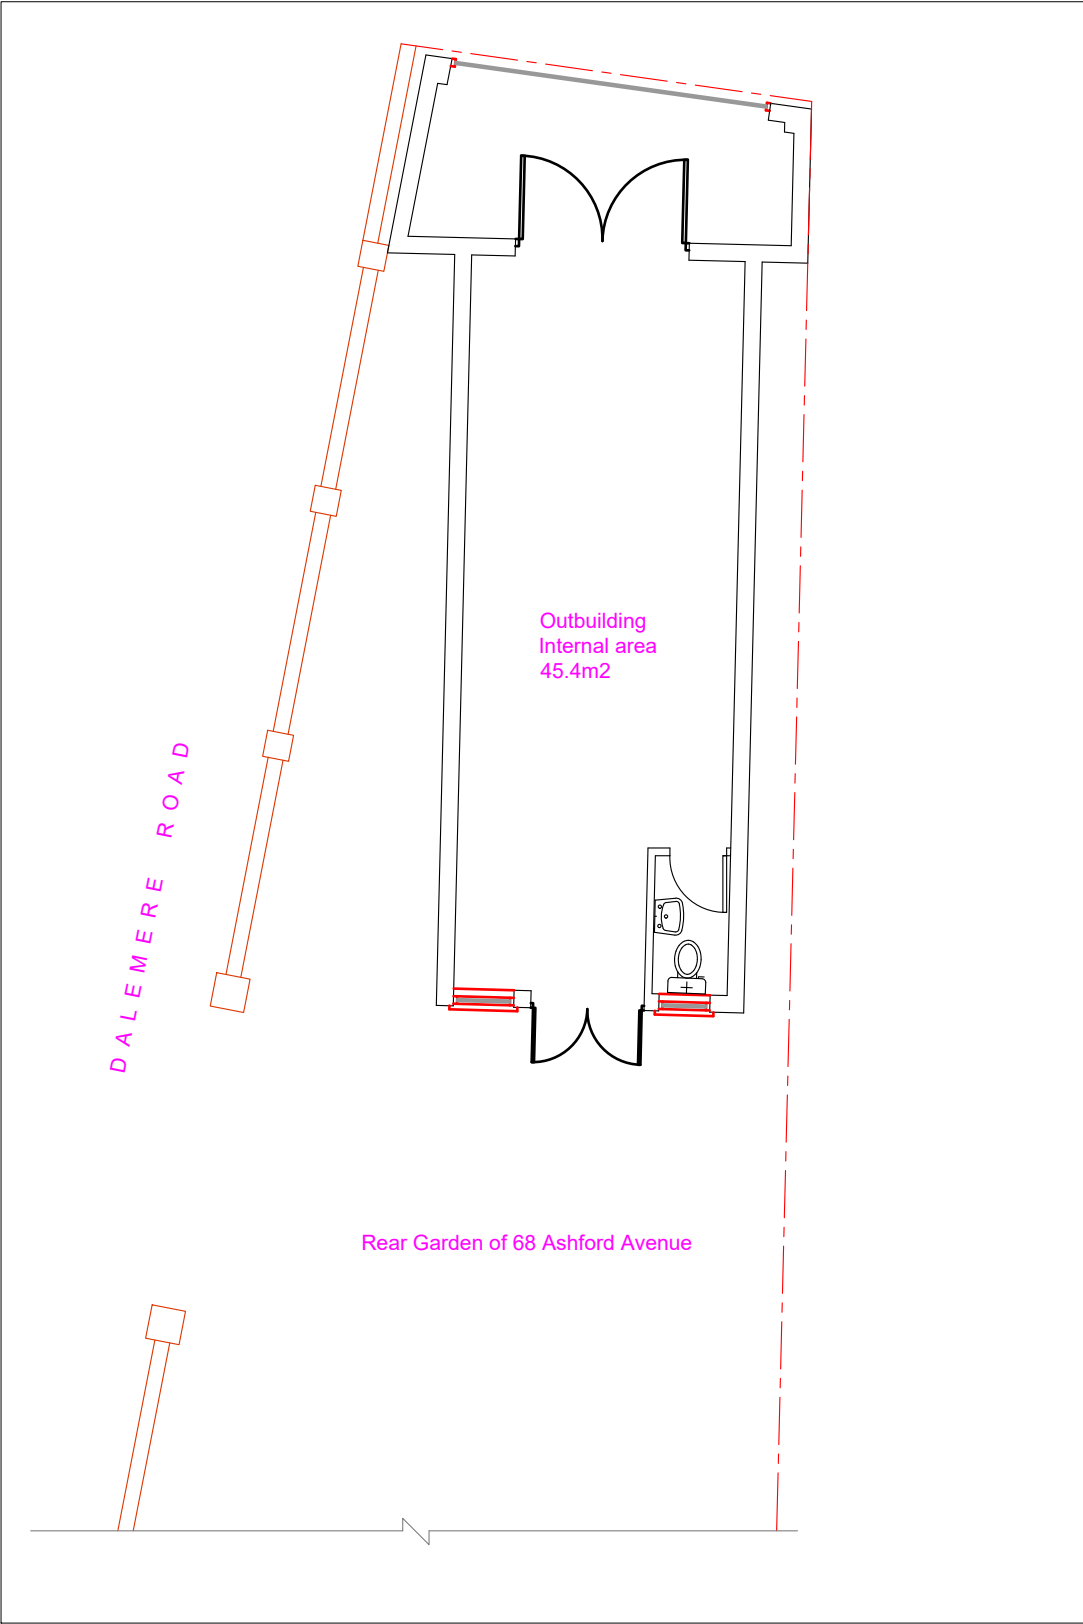 Outbuilding
Internal area
45.4m2
DALEMERE ROAD
Rear Garden of 68 Ashford Avenue